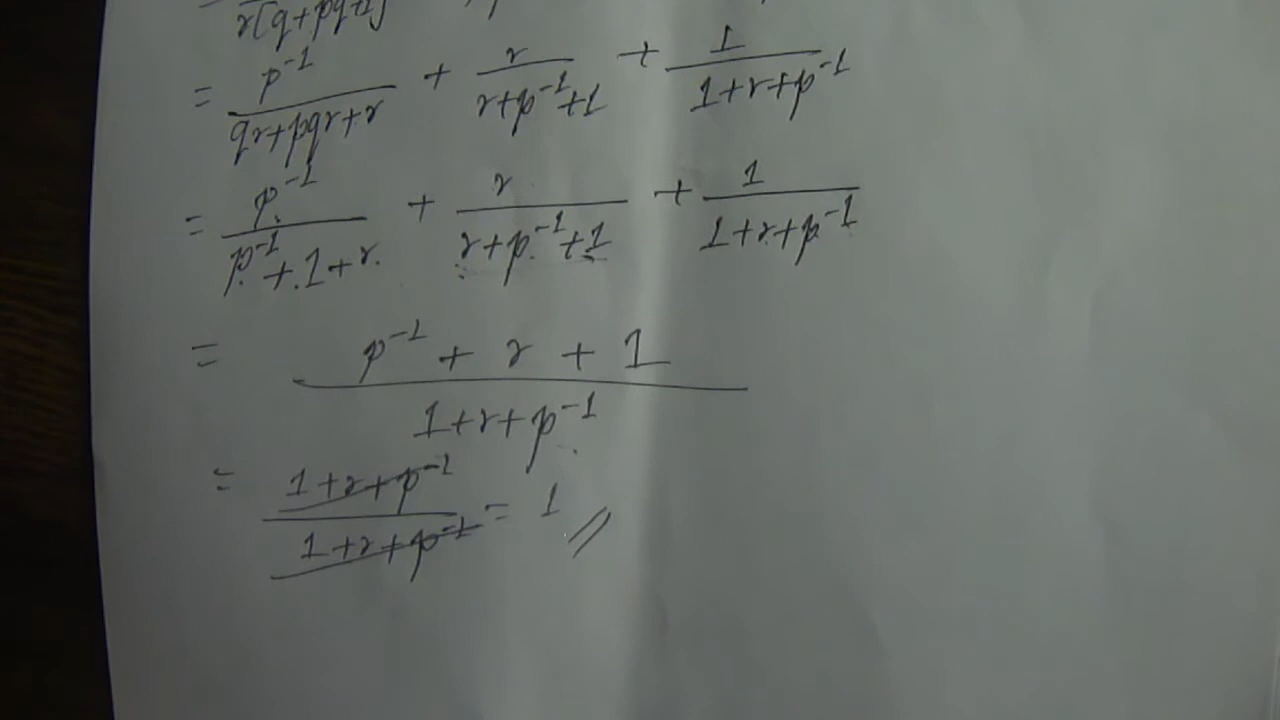 = p⁻¹ + r + 1
qr+pqr+r r+p⁻¹+1 1+r+p⁻¹
= p⁻¹ + r + 1
p⁻¹+1+r r+p⁻¹+1 1+r+p⁻¹
= p⁻¹ + r + 1
1+r+p⁻¹
= 1+r+p⁻¹ = 1
1+r+p⁻¹